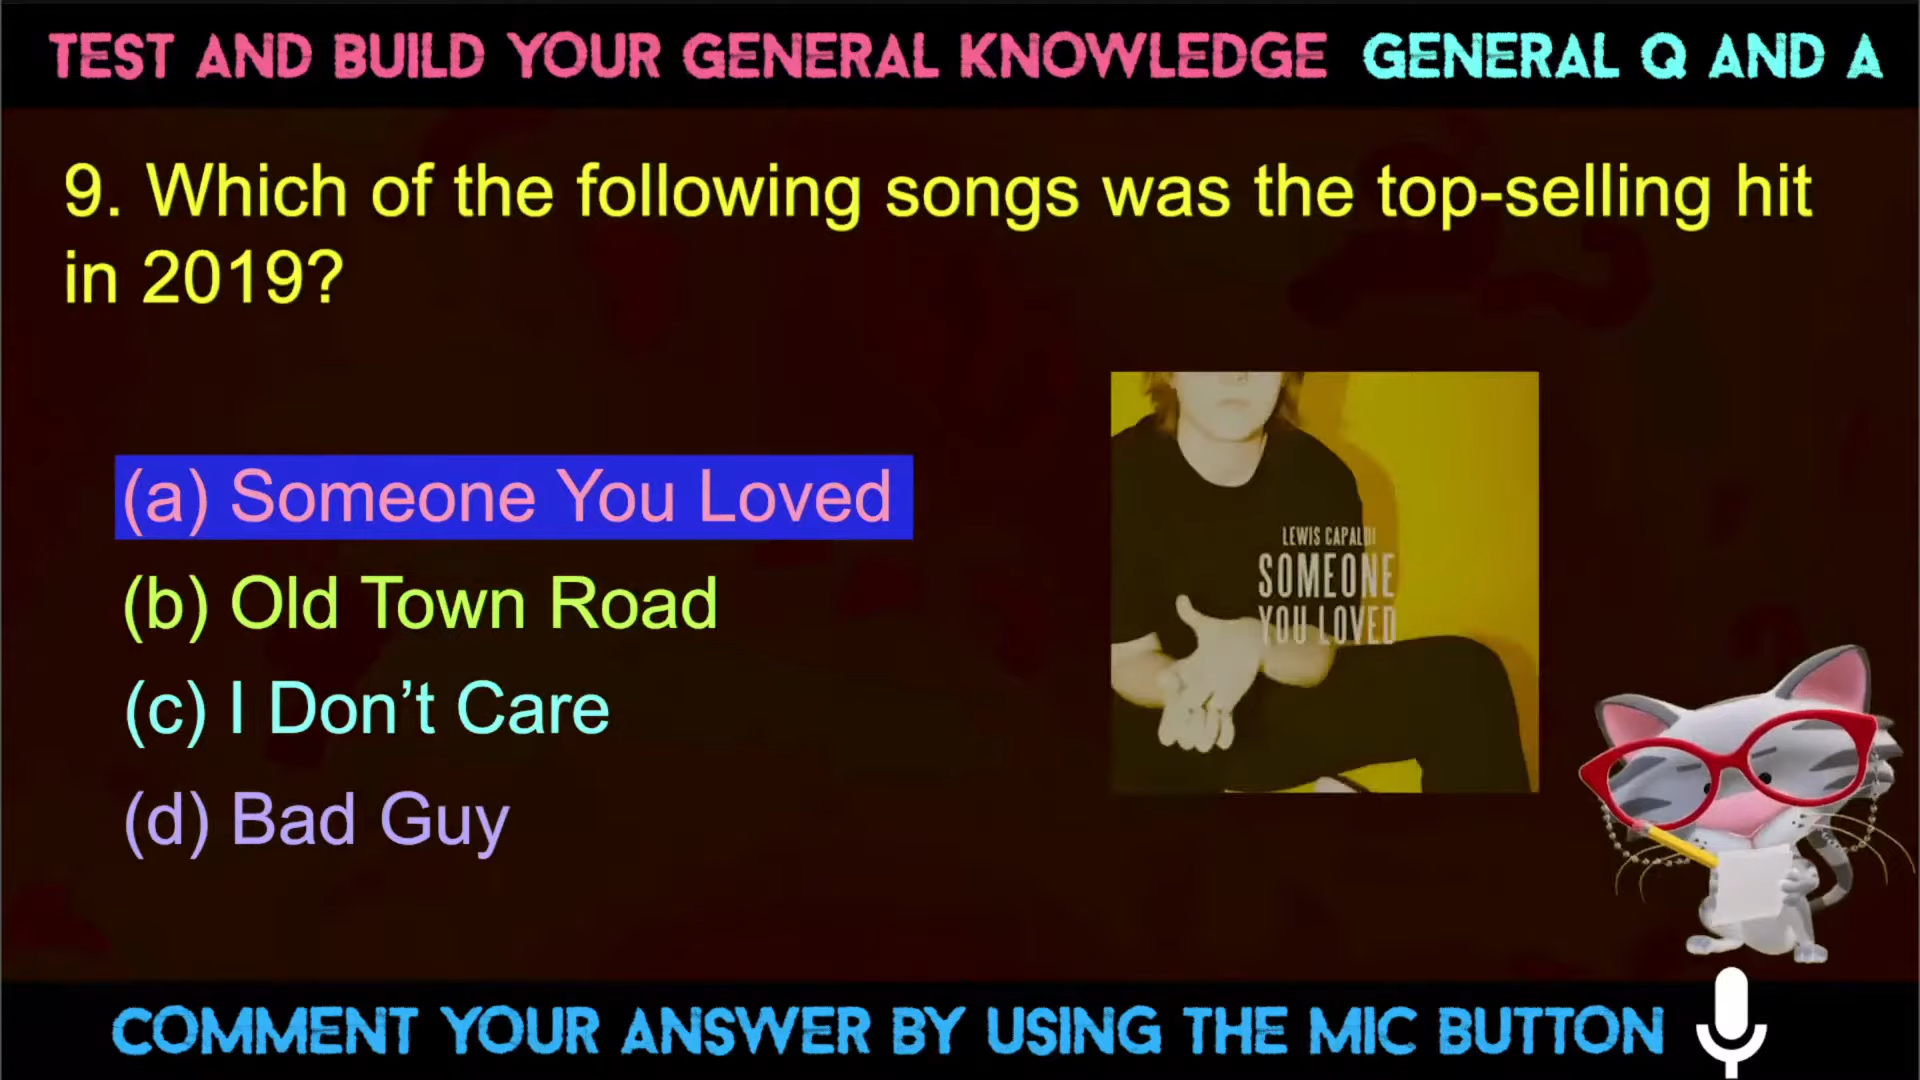 TEST AND BUILD YOUR GENERAL KNOWLEDGE GENERAL Q AND A
9. Which of the following songs was the top-selling hit
in 2019?
(a) Someone You Loved
(b) Old Town Road
(c) I Don’t Care
(d) Bad Guy
LEWIS CAPALDI
SOMEONE
YOU LOVED
COMMENT YOUR ANSWER BY USING THE MIC BUTTON